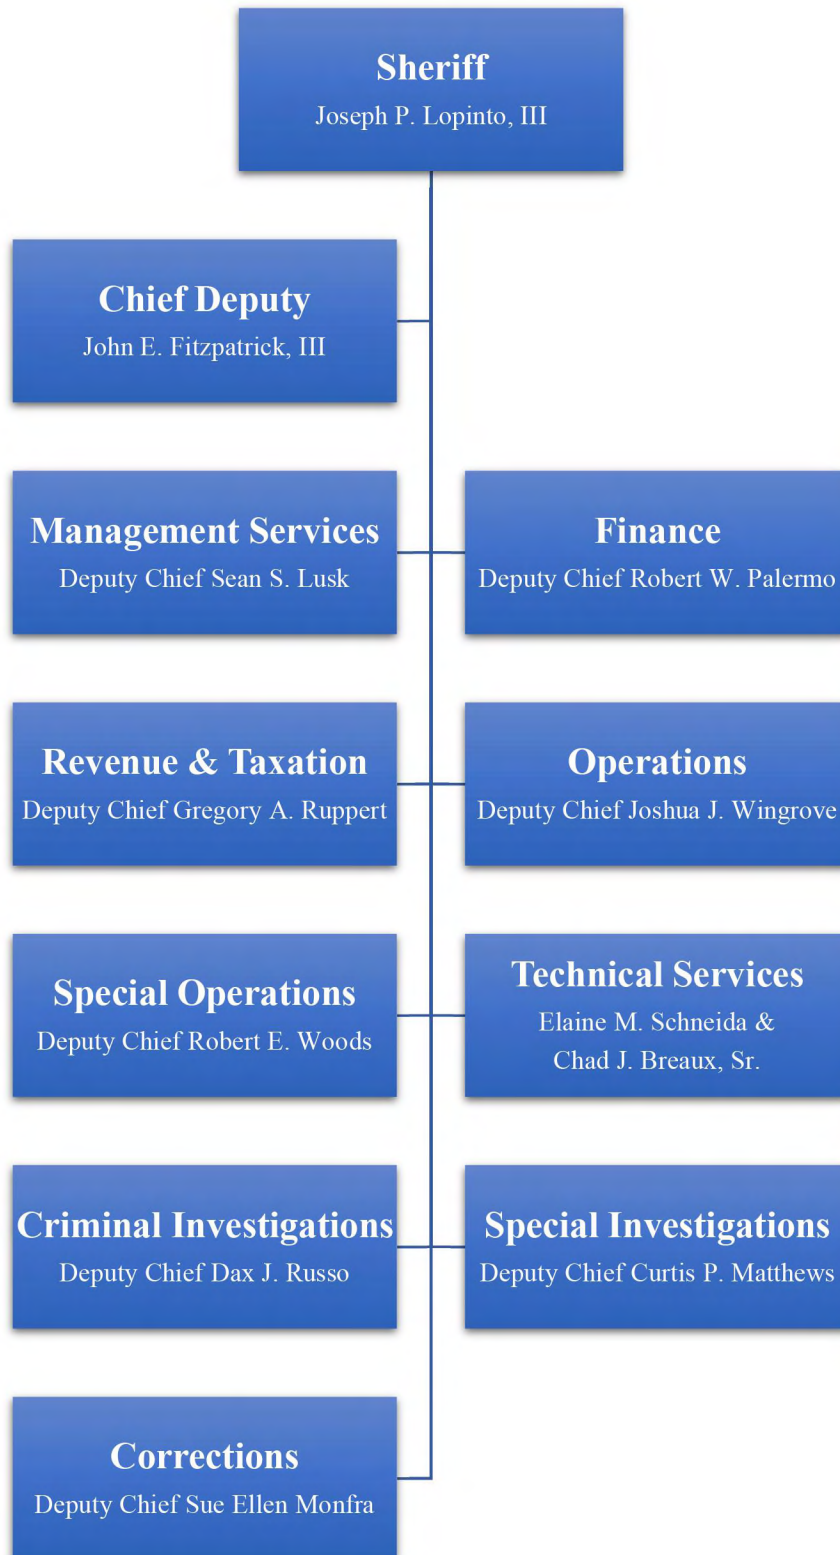 Sheriff
Joseph P. Lopinto, III
Chief Deputy
John E. Fitzpatrick, III
Management Services
Deputy Chief Sean S. Lusk
Finance
Deputy Chief Robert W. Palermo
Revenue & Taxation
Deputy Chief Gregory A. Ruppert
Operations
Deputy Chief Joshua J. Wingrove
Special Operations
Deputy Chief Robert E. Woods
Technical Services
Elaine M. Schneida &
Chad J. Breaux, Sr.
Criminal Investigations
Deputy Chief Dax J. Russo
Special Investigations
Deputy Chief Curtis P. Matthews
Corrections
Deputy Chief Sue Ellen Monfra